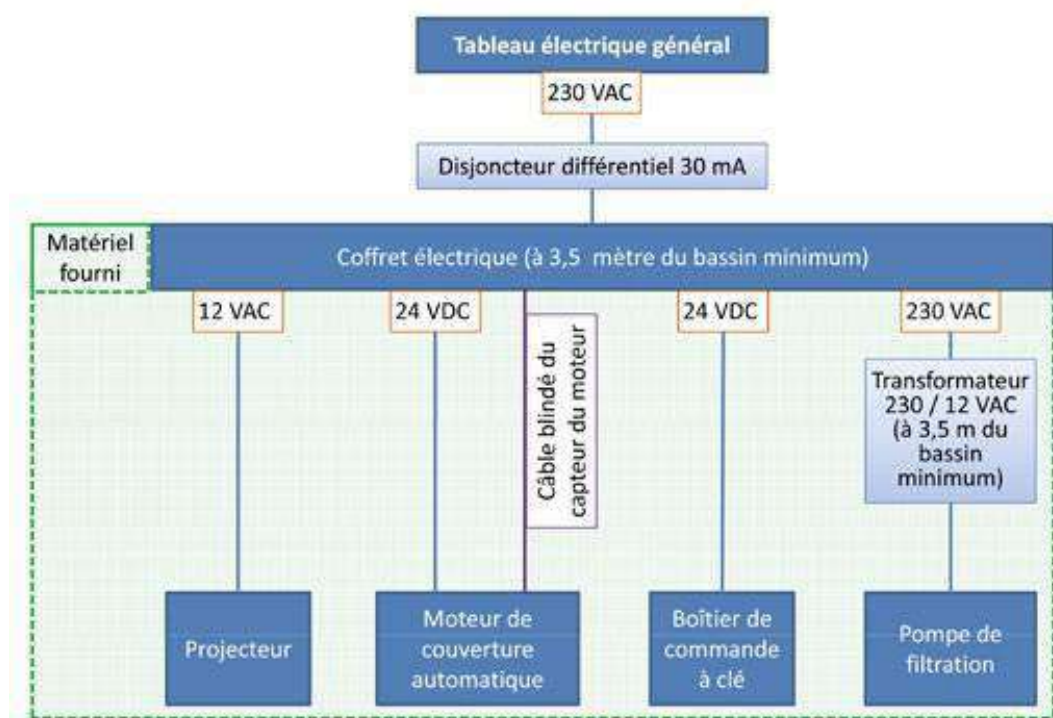 Tableau électrique général
230 VAC
Disjoncteur différentiel 30 mA
Matériel
fourni
Coffret électrique (à 3,5 mètre du bassin minimum)
12 VAC
24 VDC
24 VDC
230 VAC
Câble blindé du
capteur du moteur
Transformateur
230 / 12 VAC
(à 3,5 m du
bassin
minimum)
Projecteur
Moteur de
couverture
automatique
Boîtier de
commande
à clé
Pompe de
filtration